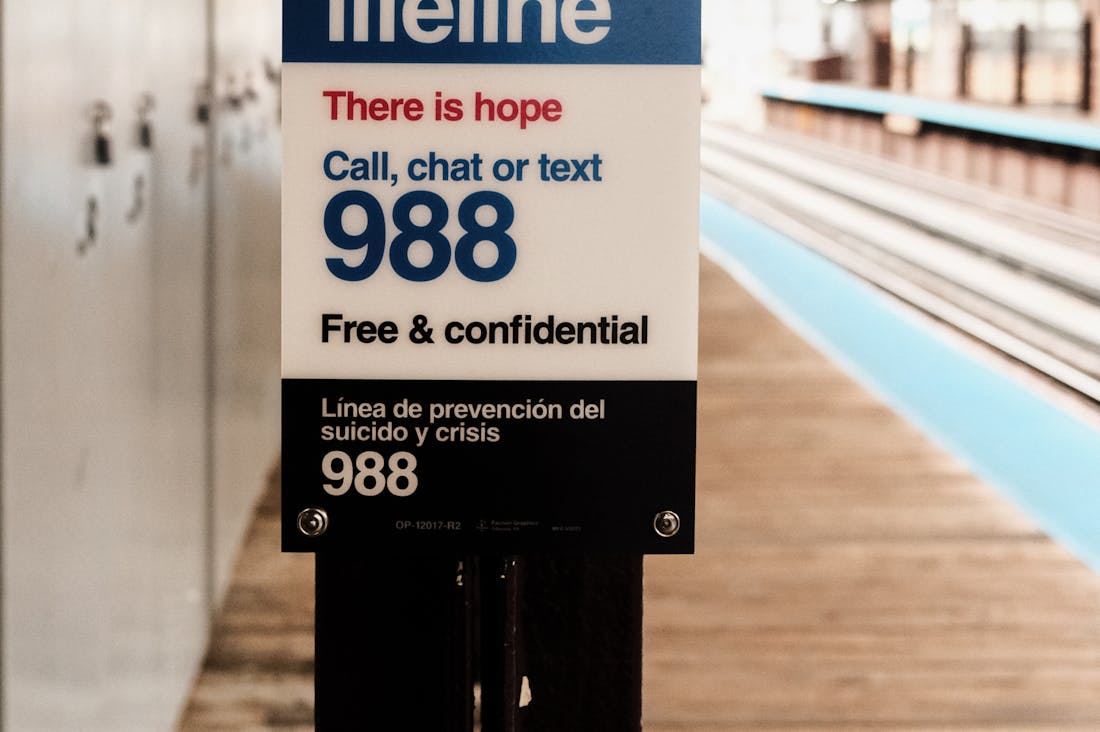 lifeline
There is hope
Call, chat or text
988
Free & confidential
Línea de prevención del
suicido y crisis
988
OP-12017-R2